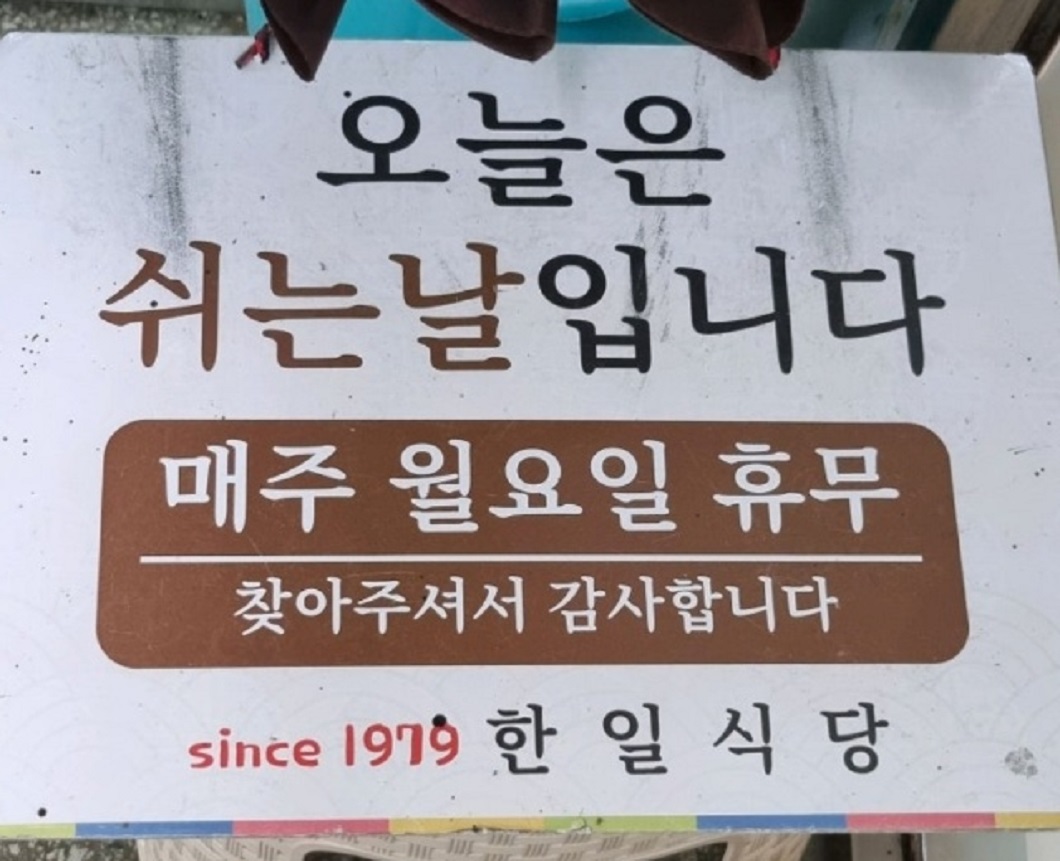 오늘은
쉬는날입니다
매주 월요일 휴무
찾아주셔서 감사합니다
since 1979 한일식당